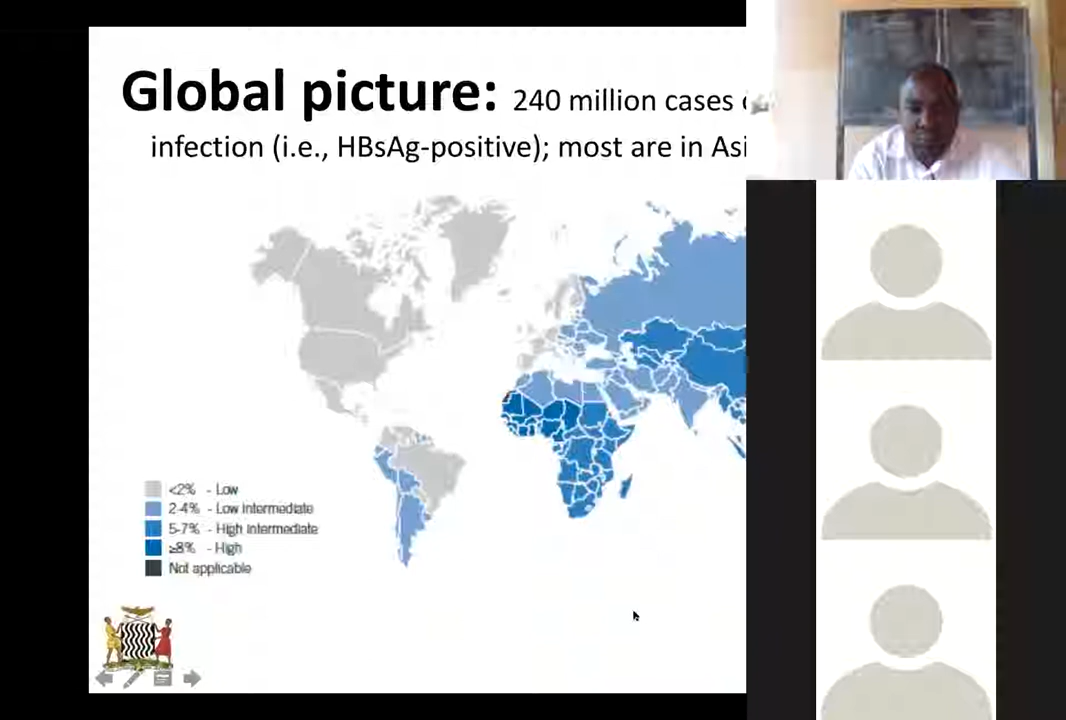 Global picture: 240 million cases
infection (i.e., HBsAg-positive); most are in Asi
<2% - Low
2-4% - Low Intermediate
5-7% - High Intermediate
≥8% - High
Not applicable